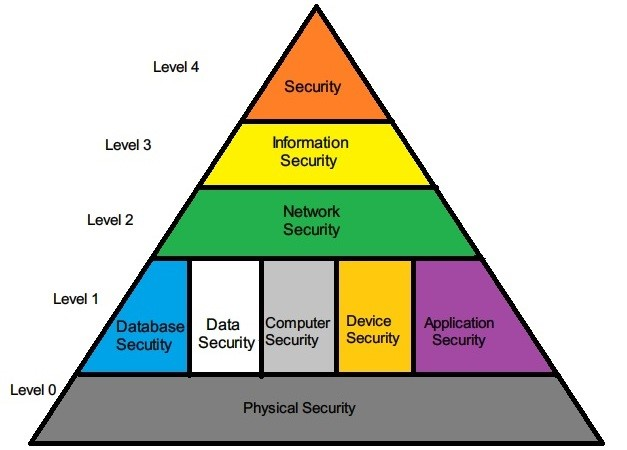 Level 4
Security
Level 3
Information
Security
Level 2
Network
Security
Level 1
Database
Secutity
Data
Security
Computer
Security
Device
Security
Application
Security
Level 0
Physical Security